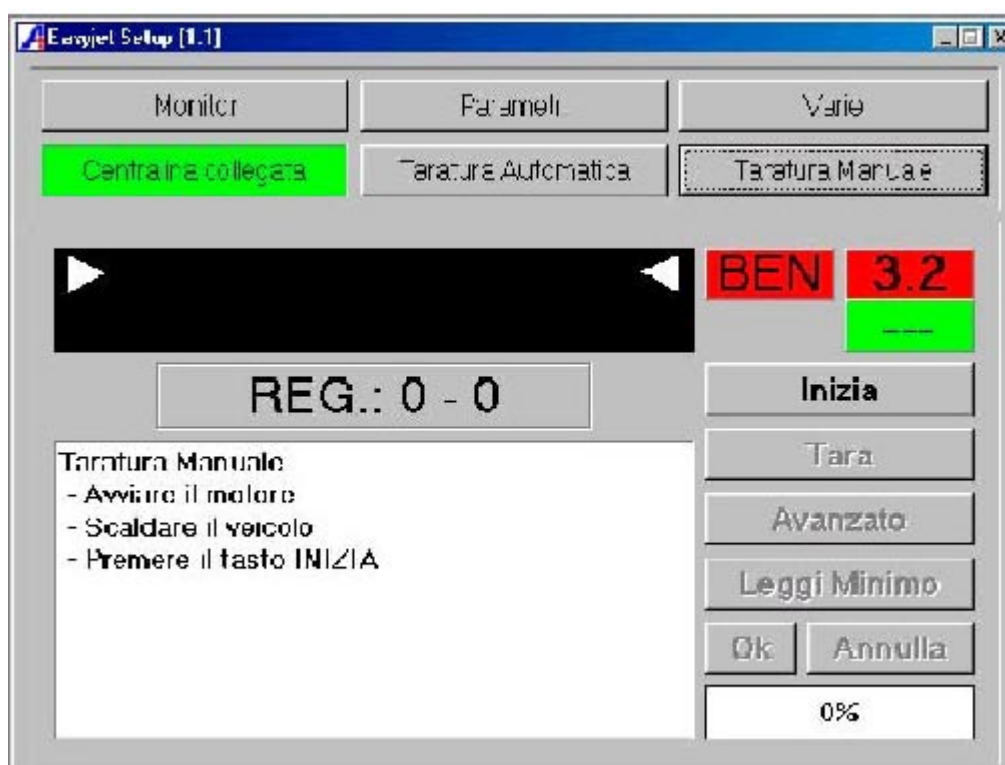 Easyjet Setup [1.1]
Monitor
Parametri
Varie
Centralina collegata
Taratura Automatica
Taratura Manuale
BEN
3.2
---
REG.: 0 - 0
Inizia
Taratura Manuale
- Avviare il motore
- Scaldare il veicolo
- Premere il tasto INIZIA
Tara
Avanzato
Leggi Minimo
Ok
Annulla
0%